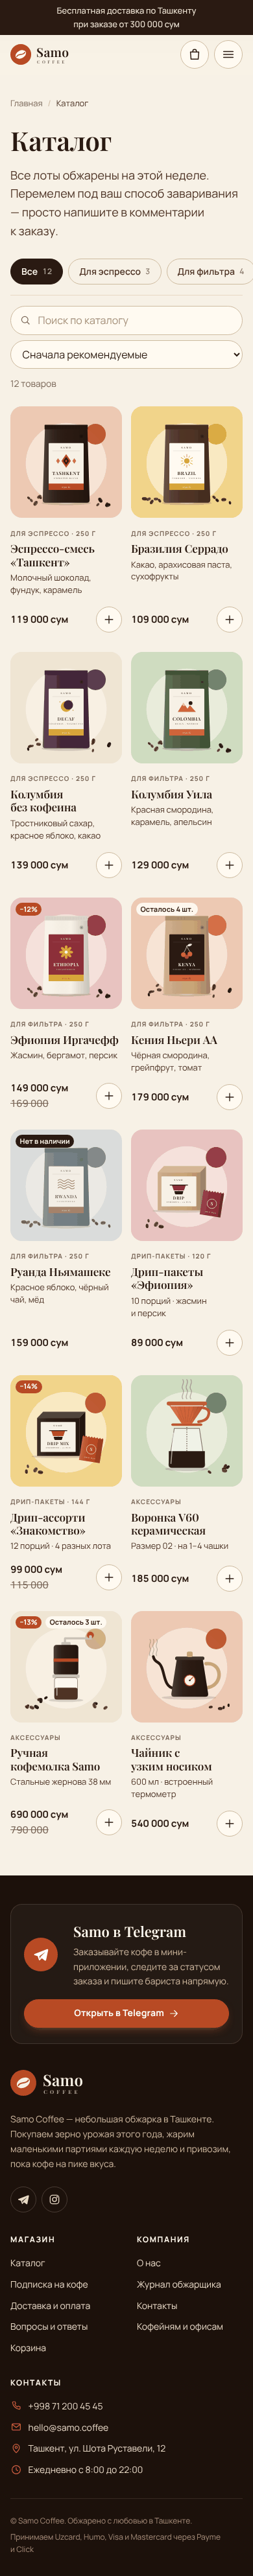 Бесплатная доставка по Ташкенту
при заказе от 300 000 сум
Samo
COFFEE
Главная / Каталог
Каталог
Все лоты обжарены на этой неделе.
Перемелем под ваш способ заваривания
— просто напишите в комментарии
к заказу.
Все 12
Для эспрессо 3
Для фильтра 4
Поиск по каталогу
Сначала рекомендуемые
12 товаров
SAMO
TASHKENT
SAMO
BRAZIL
ДЛЯ ЭСПРЕССО · 250 Г
Эспрессо-смесь
«Ташкент»
Молочный шоколад,
фундук, карамель
119 000 сум
ДЛЯ ЭСПРЕССО · 250 Г
Бразилия Серрадо
Какао, арахисовая паста,
сухофрукты
109 000 сум
SAMO
DECAF
SAMO
COLOMBIA
ДЛЯ ЭСПРЕССО · 250 Г
Колумбия
без кофеина
Тростниковый сахар,
красное яблоко, какао
139 000 сум
ДЛЯ ФИЛЬТРА · 250 Г
Колумбия Уила
Красная смородина,
карамель, апельсин
129 000 сум
−12%
SAMO
ETHIOPIA
Осталось 4 шт.
SAMO
KENYA
ДЛЯ ФИЛЬТРА · 250 Г
Эфиопия Иргачефф
Жасмин, бергамот, персик
149 000 сум
169 000
ДЛЯ ФИЛЬТРА · 250 Г
Кения Ньери AA
Чёрная смородина,
грейпфрут, томат
179 000 сум
Нет в наличии
SAMO
RWANDA
DRIP
ДЛЯ ФИЛЬТРА · 250 Г
Руанда Ньямашеке
Красное яблоко, чёрный
чай, мёд
159 000 сум
ДРИП-ПАКЕТЫ · 120 Г
Дрип-пакеты
«Эфиопия»
10 порций · жасмин
и персик
89 000 сум
−14%
DRIP MIX
ДРИП-ПАКЕТЫ · 144 Г
Дрип-ассорти
«Знакомство»
12 порций · 4 разных лота
99 000 сум
115 000
АКСЕССУАРЫ
Воронка V60
керамическая
Размер 02 · на 1–4 чашки
185 000 сум
−13%
Осталось 3 шт.
АКСЕССУАРЫ
Ручная
кофемолка Samo
Стальные жернова 38 мм
690 000 сум
790 000
АКСЕССУАРЫ
Чайник с
узким носиком
600 мл · встроенный
термометр
540 000 сум
Samo в Telegram
Заказывайте кофе в мини-
приложении, следите за статусом
заказа и пишите бариста напрямую.
Открыть в Telegram →
Samo
COFFEE
Samo Coffee — небольшая обжарка в Ташкенте.
Покупаем зерно урожая этого года, жарим
маленькими партиями каждую неделю и привозим,
пока кофе на пике вкуса.
МАГАЗИН
Каталог
Подписка на кофе
Доставка и оплата
Вопросы и ответы
Корзина
КОМПАНИЯ
О нас
Журнал обжарщика
Контакты
Кофейням и офисам
КОНТАКТЫ
+998 71 200 45 45
hello@samo.coffee
Ташкент, ул. Шота Руставели, 12
Ежедневно с 8:00 до 22:00
© Samo Coffee. Обжарено с любовью в Ташкенте.
Принимаем Uzcard, Humo, Visa и Mastercard через Payme
и Click